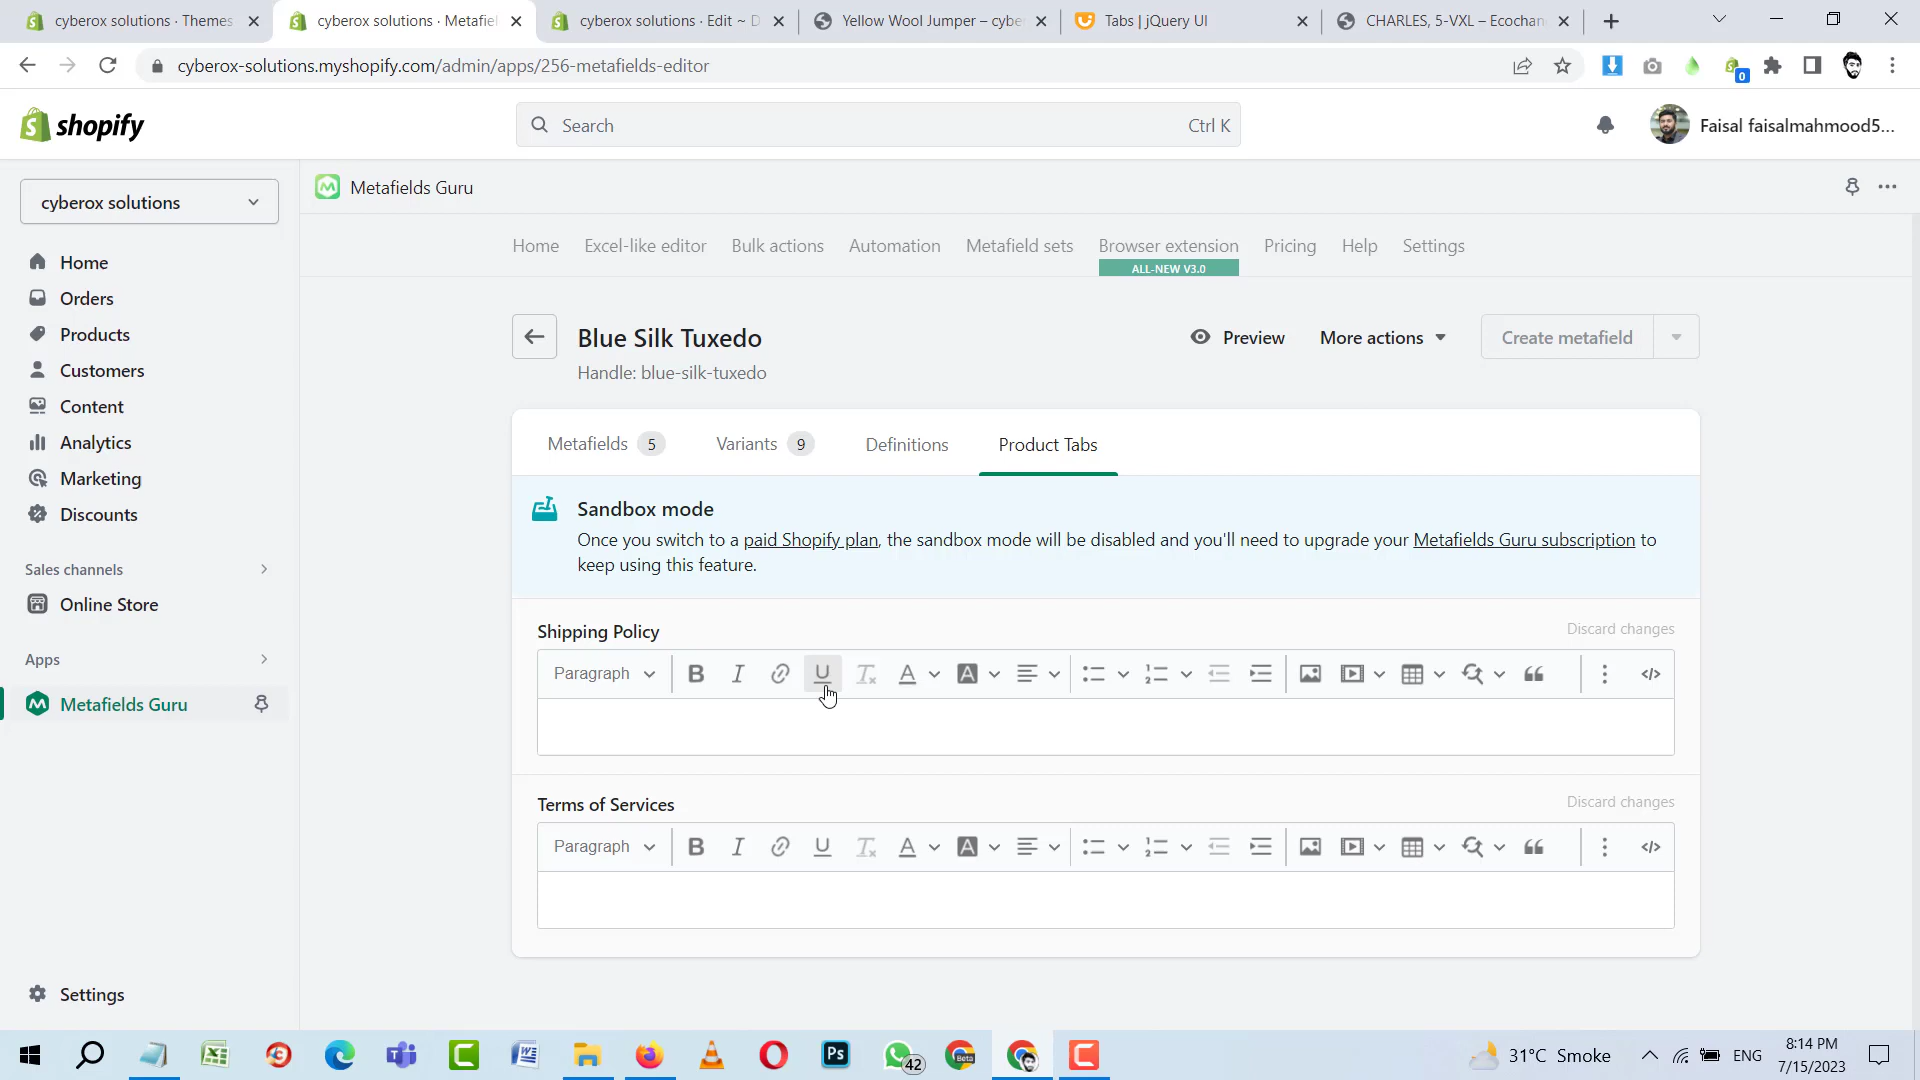 cyberox solutions · Themes
cyberox solutions · Metafiel
cyberox solutions · Edit ~ D
Yellow Wool Jumper – cybe
Tabs | jQuery UI
CHARLES, 5-VXL – Ecochan
cyberox-solutions.myshopify.com/admin/apps/256-metafields-editor
0
shopify
Search
Ctrl K
Faisal faisalmahmood5...
cyberox solutions
Metafields Guru
Home
Excel-like editor
Bulk actions
Automation
Metafield sets
Browser extension
Pricing
Help
Settings
ALL-NEW V3.0
Home
Orders
Products
Customers
Content
Analytics
Marketing
Discounts
Sales channels
Online Store
Apps
Metafields Guru
Settings
Blue Silk Tuxedo
Handle: blue-silk-tuxedo
Preview
More actions
Create metafield
Metafields 5
Variants 9
Definitions
Product Tabs
Sandbox mode
Once you switch to a paid Shopify plan, the sandbox mode will be disabled and you'll need to upgrade your Metafields Guru subscription to
keep using this feature.
Shipping Policy
Discard changes
Paragraph
Terms of Services
Discard changes
Paragraph
42
Beta
Ps
31°C Smoke
ENG
8:14 PM
7/15/2023